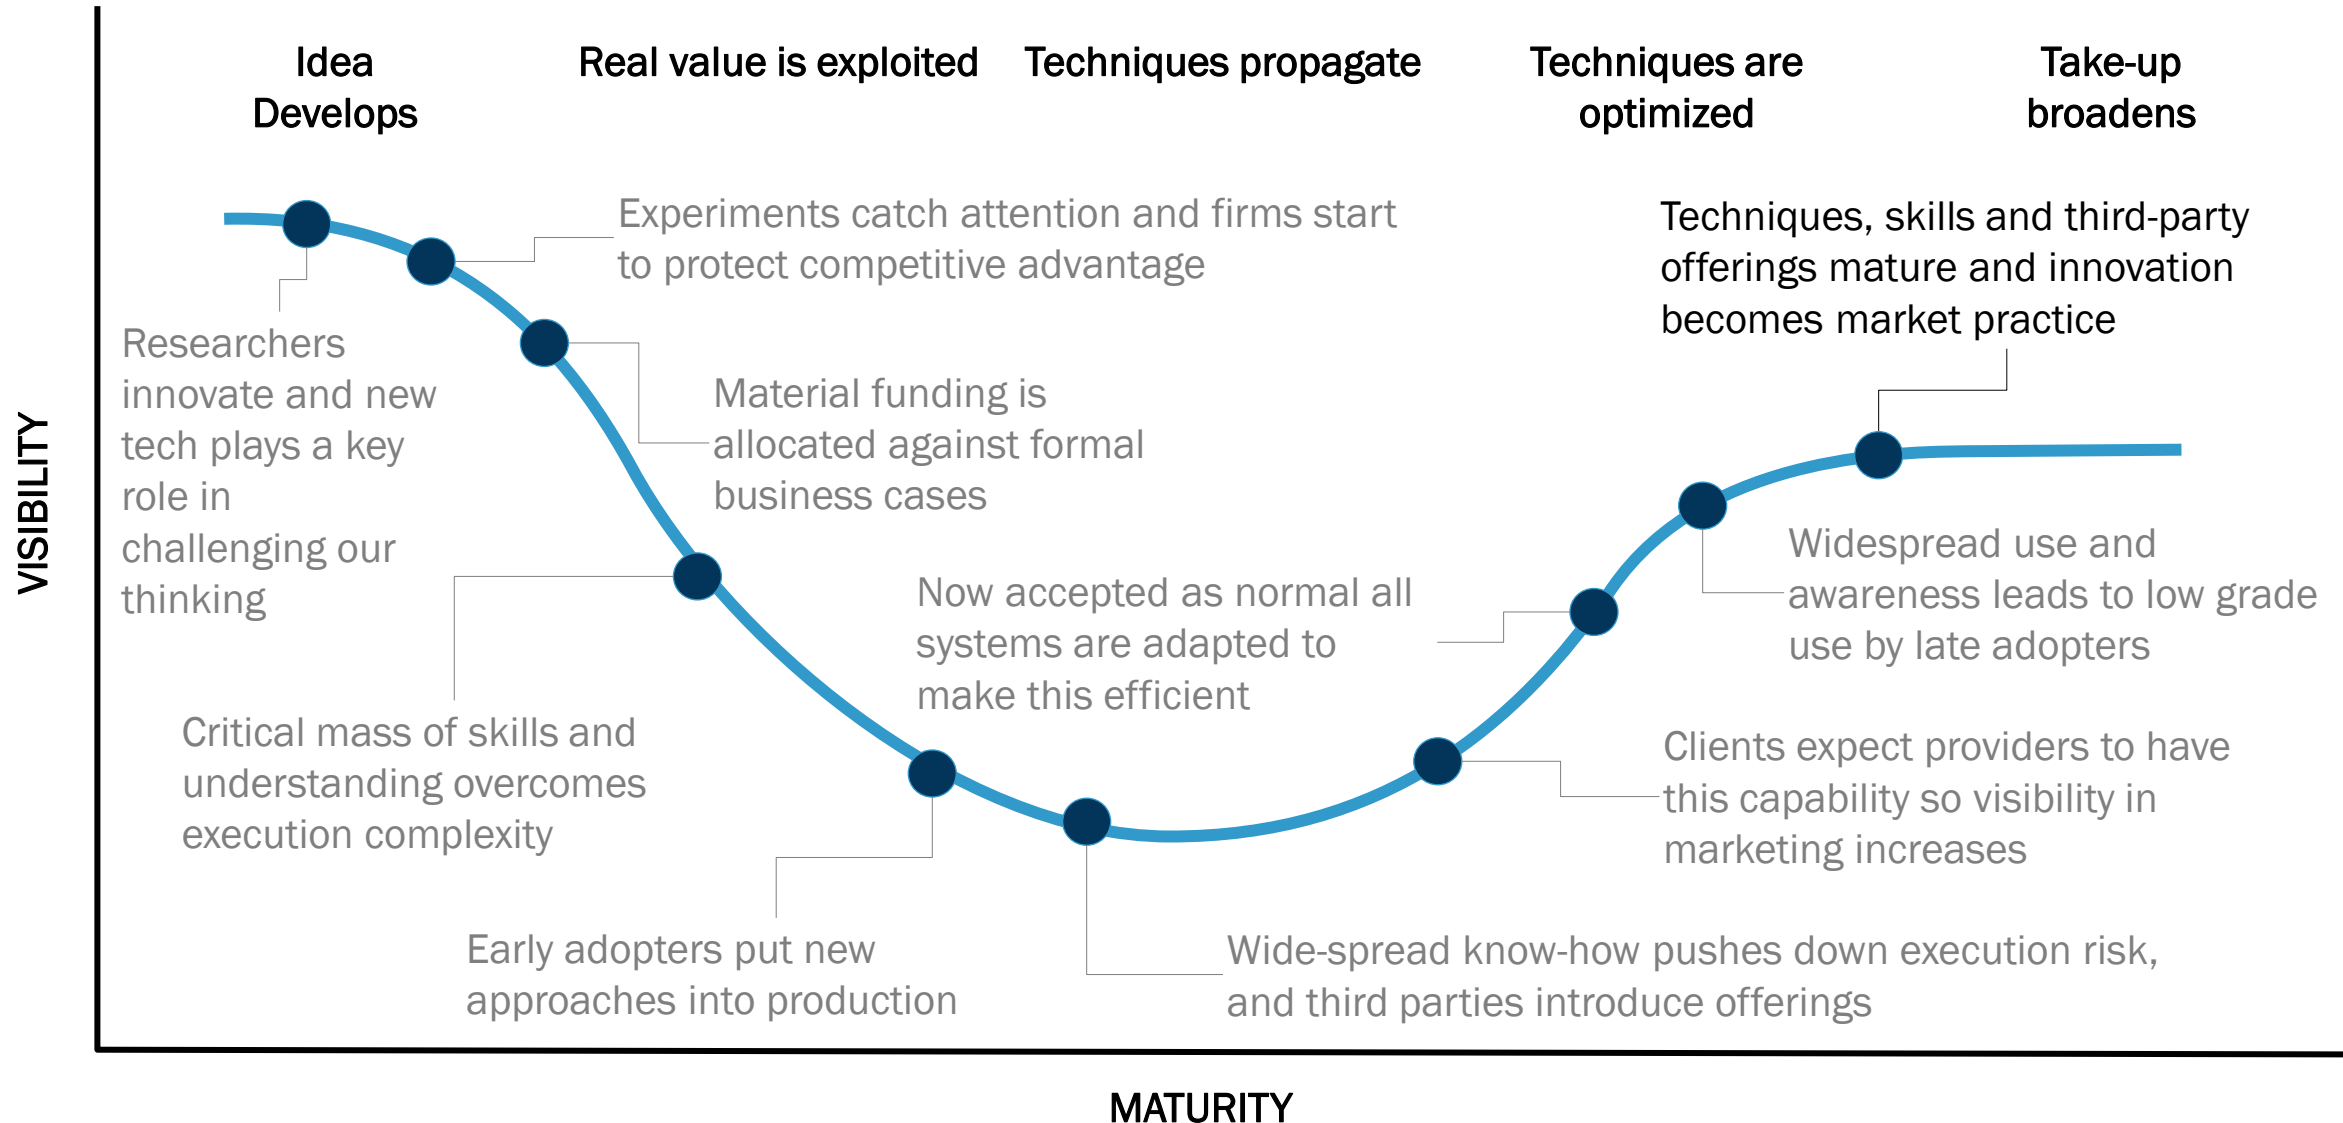 Idea
Develops
Real value is exploited
Techniques propagate
Techniques are
optimized
Take-up
broadens
Experiments catch attention and firms start
to protect competitive advantage
Techniques, skills and third-party
offerings mature and innovation
becomes market practice
Researchers
innovate and new
tech plays a key
role in
challenging our
thinking
Material funding is
allocated against formal
business cases
VISIBILITY
Widespread use and
awareness leads to low grade
use by late adopters
Now accepted as normal all
systems are adapted to
make this efficient
Critical mass of skills and
understanding overcomes
execution complexity
Clients expect providers to have
this capability so visibility in
marketing increases
Early adopters put new
approaches into production
Wide-spread know-how pushes down execution risk,
and third parties introduce offerings
MATURITY